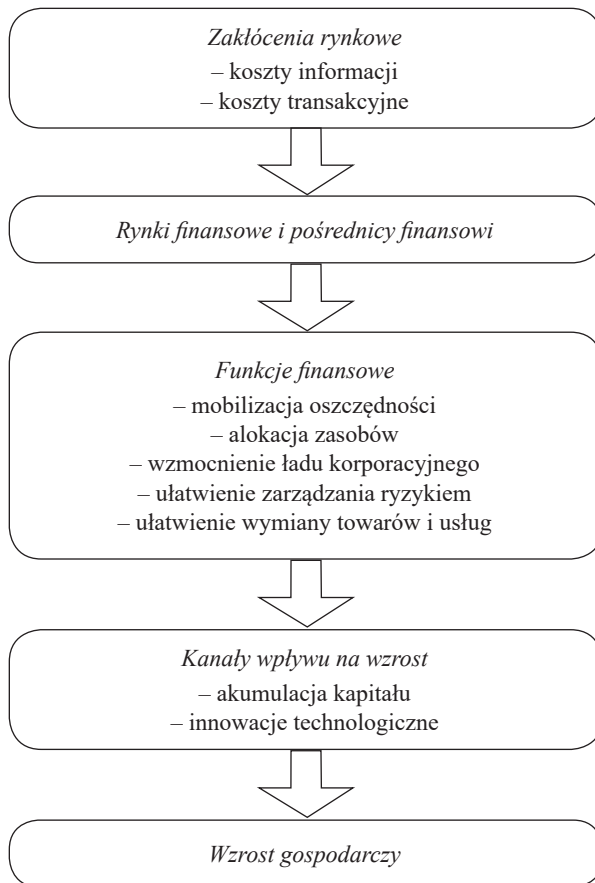 Zakłócenia rynkowe
– koszty informacji
– koszty transakcyjne
Rynki finansowe i pośrednicy finansowi
Funkcje finansowe
– mobilizacja oszczędności
– alokacja zasobów
– wzmocnienie ładu korporacyjnego
– ułatwienie zarządzania ryzykiem
– ułatwienie wymiany towarów i usług
Kanały wpływu na wzrost
– akumulacja kapitału
– innowacje technologiczne
Wzrost gospodarczy